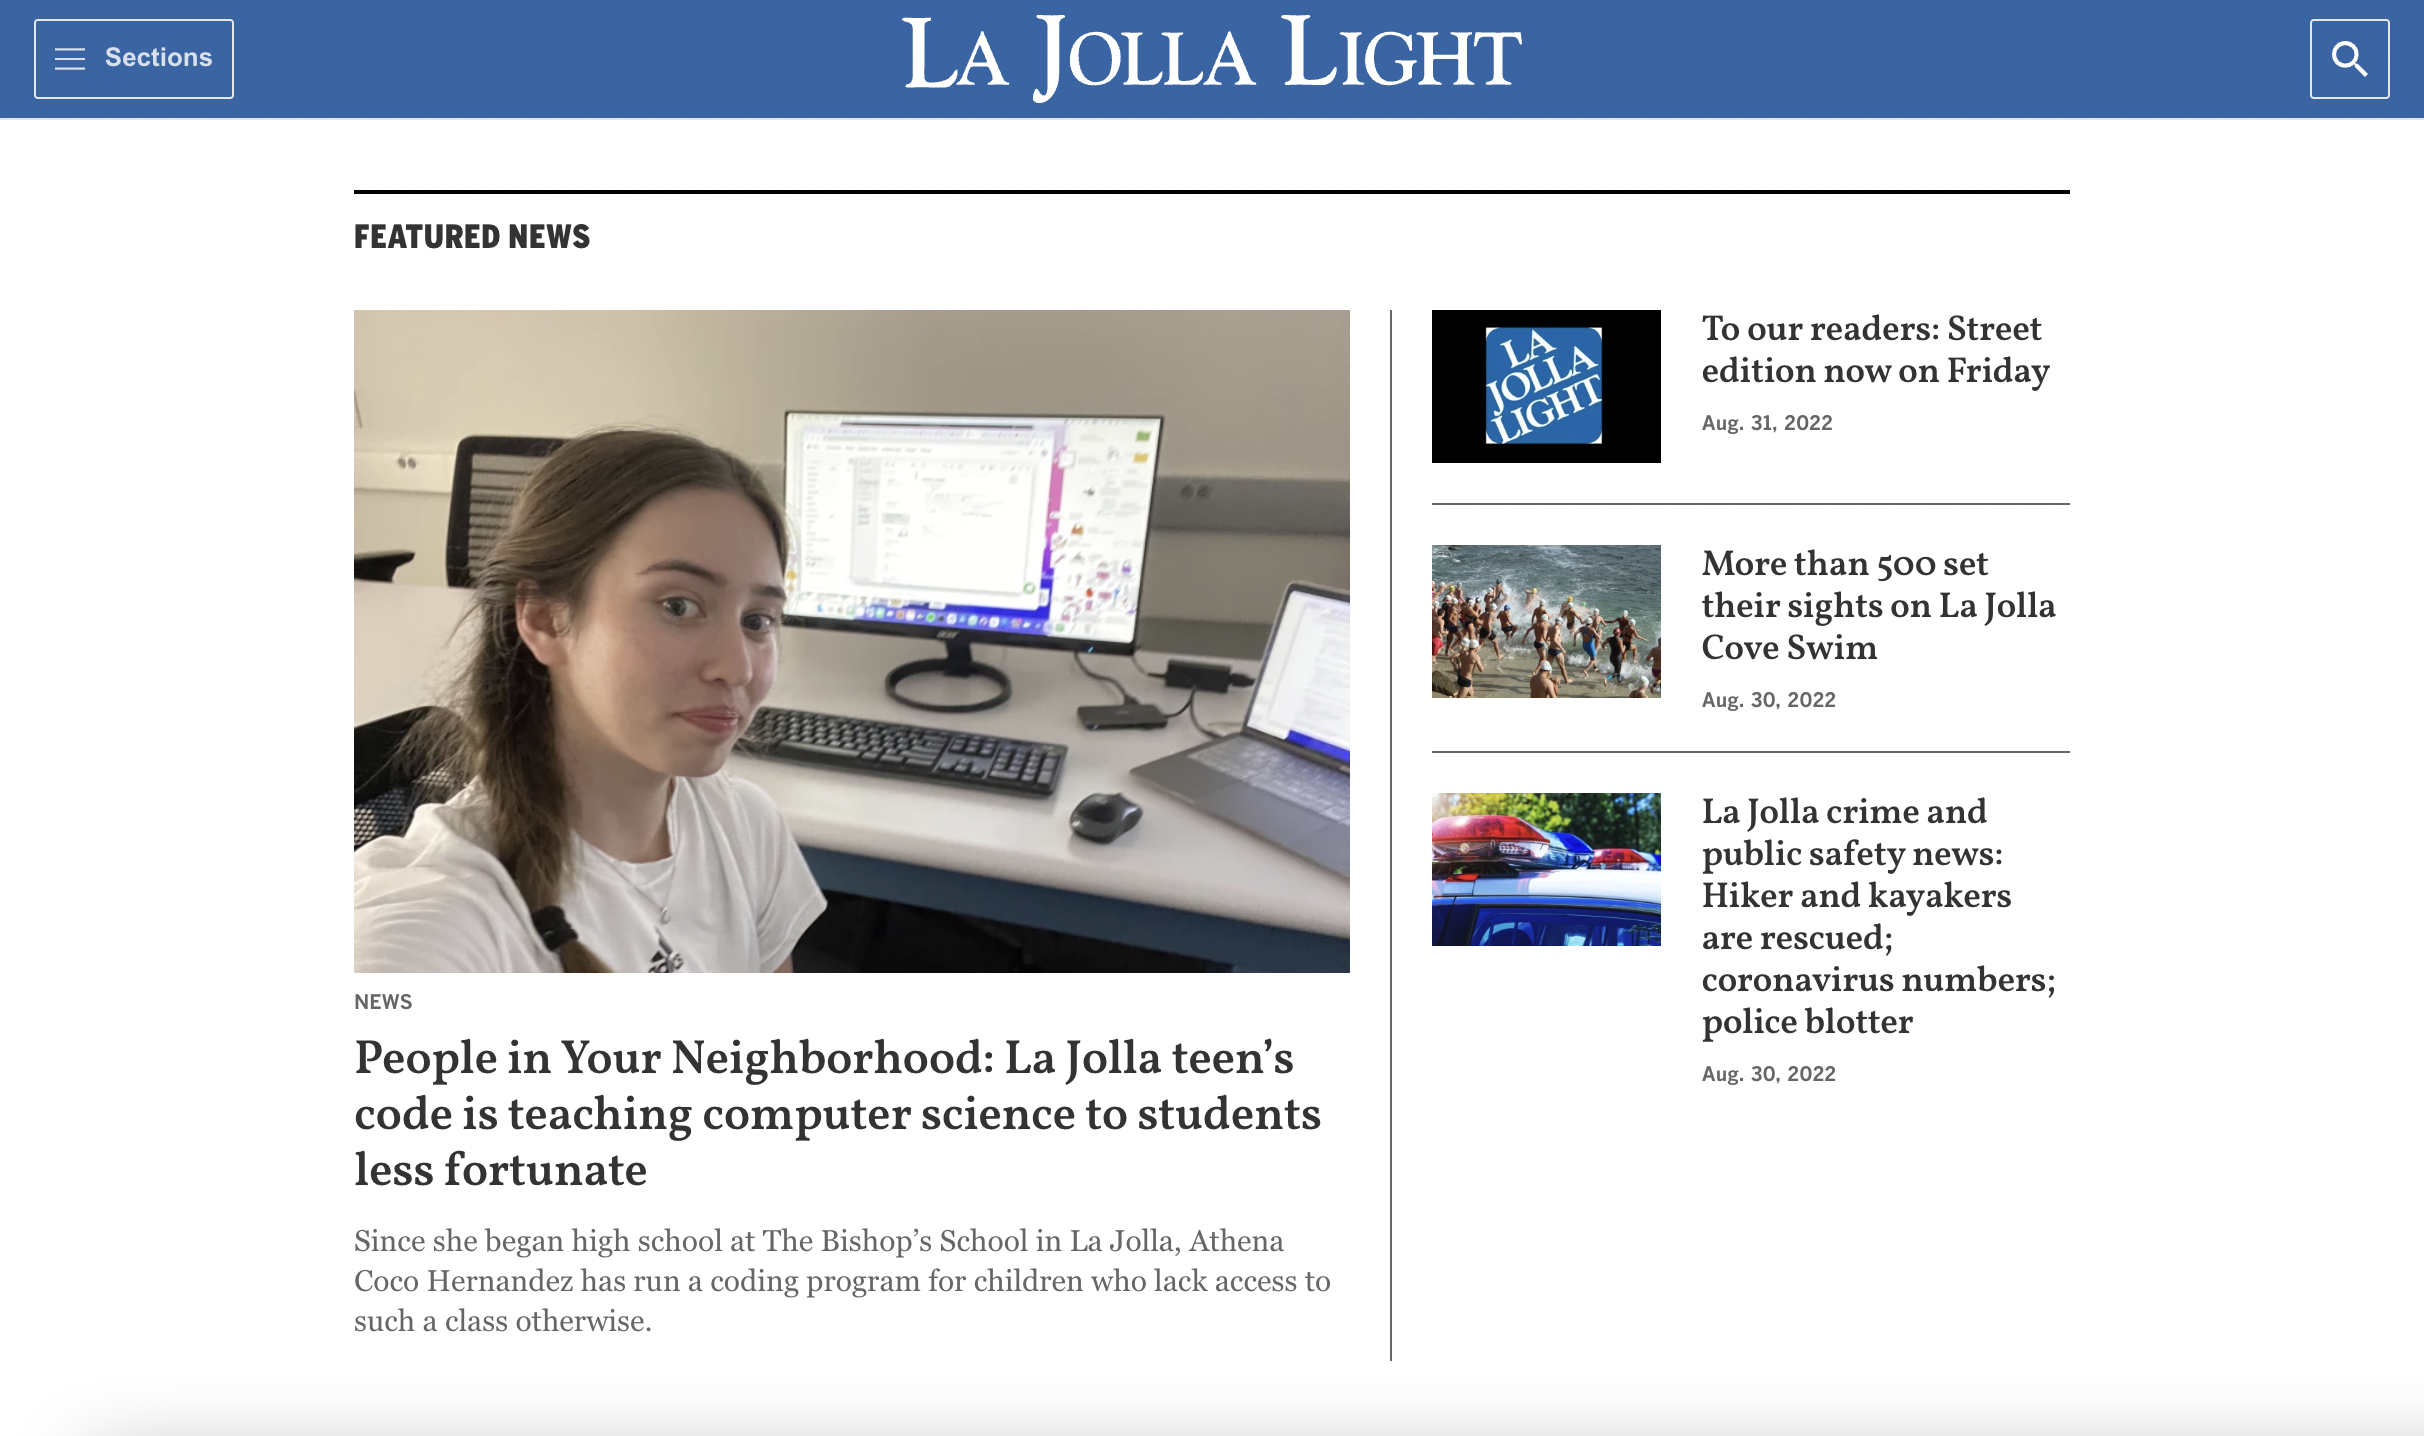 Sections
LA JOLLA LIGHT
FEATURED NEWS
NEWS
People in Your Neighborhood: La Jolla teen’s
code is teaching computer science to students
less fortunate
Since she began high school at The Bishop’s School in La Jolla, Athena
Coco Hernandez has run a coding program for children who lack access to
such a class otherwise.
LA
JOLLA
LIGHT
To our readers: Street
edition now on Friday
Aug. 31, 2022
More than 500 set
their sights on La Jolla
Cove Swim
Aug. 30, 2022
La Jolla crime and
public safety news:
Hiker and kayakers
are rescued;
coronavirus numbers;
police blotter
Aug. 30, 2022